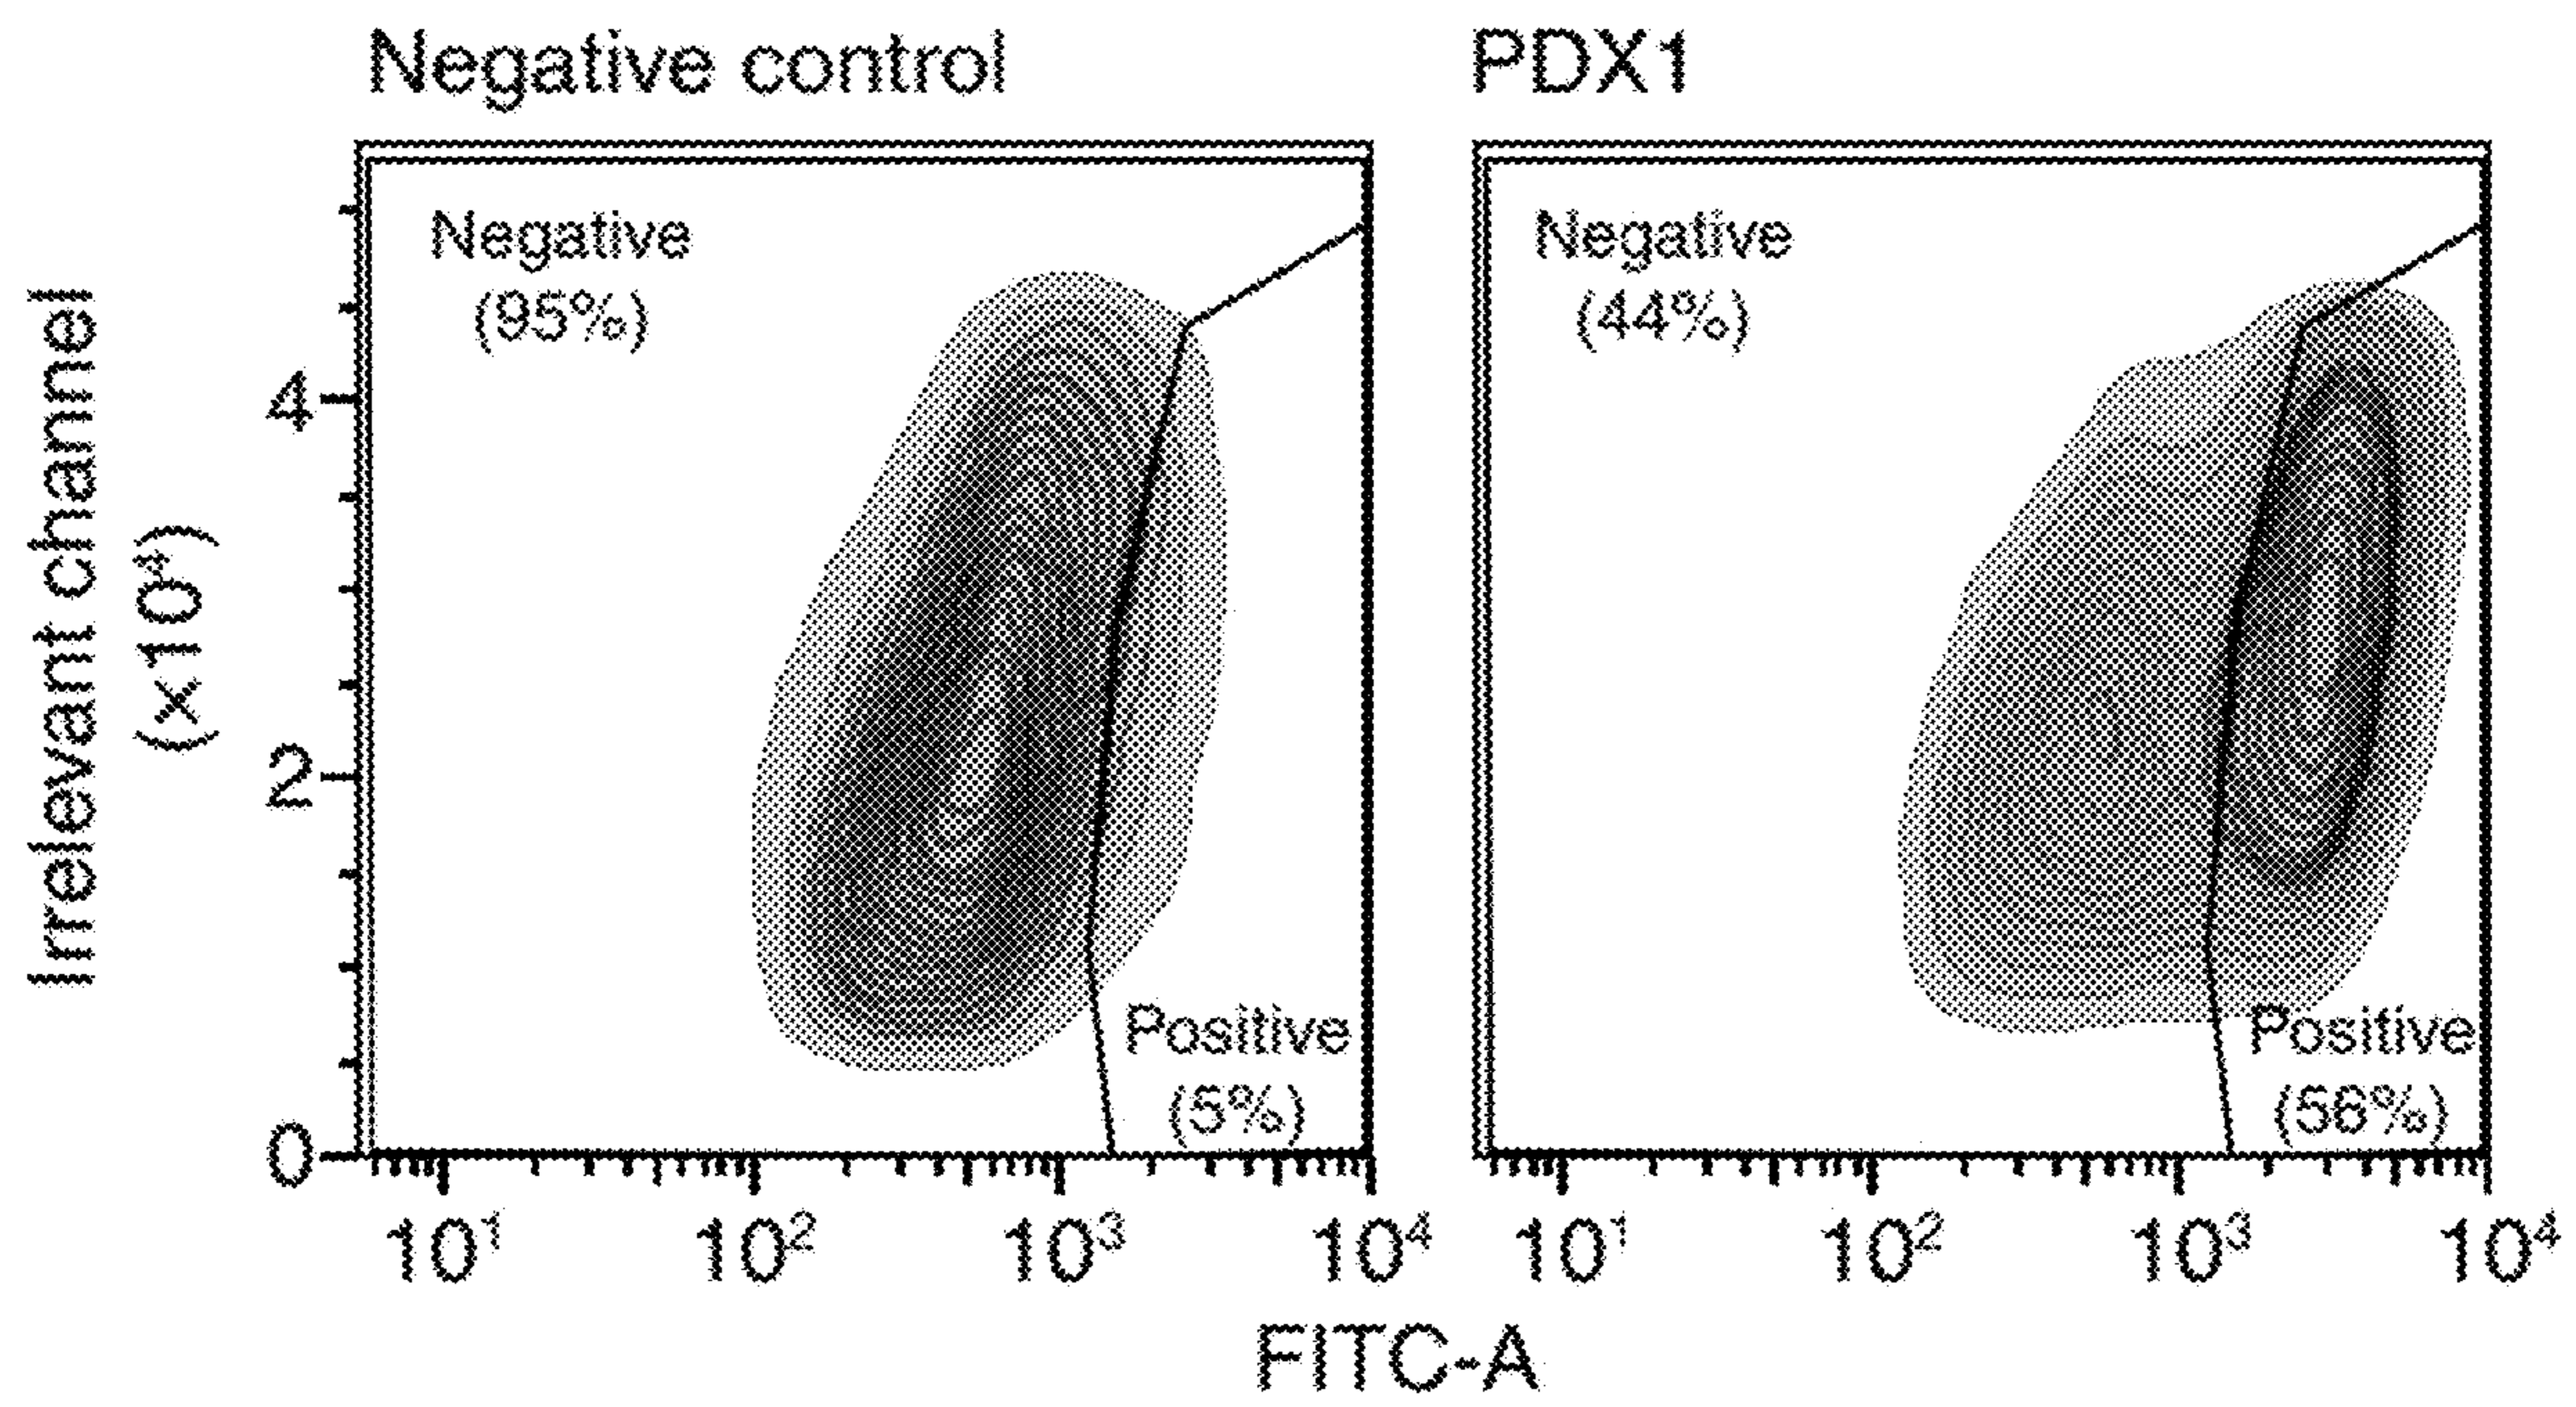 Negative control
PDX1
Irrelevant channel
(×10⁴)
4
2
0
Negative
(95%)
Positive
(5%)
Negative
(44%)
Positive
(56%)
10¹ 10² 10³ 10⁴
10¹ 10² 10³ 10⁴
FITC-A